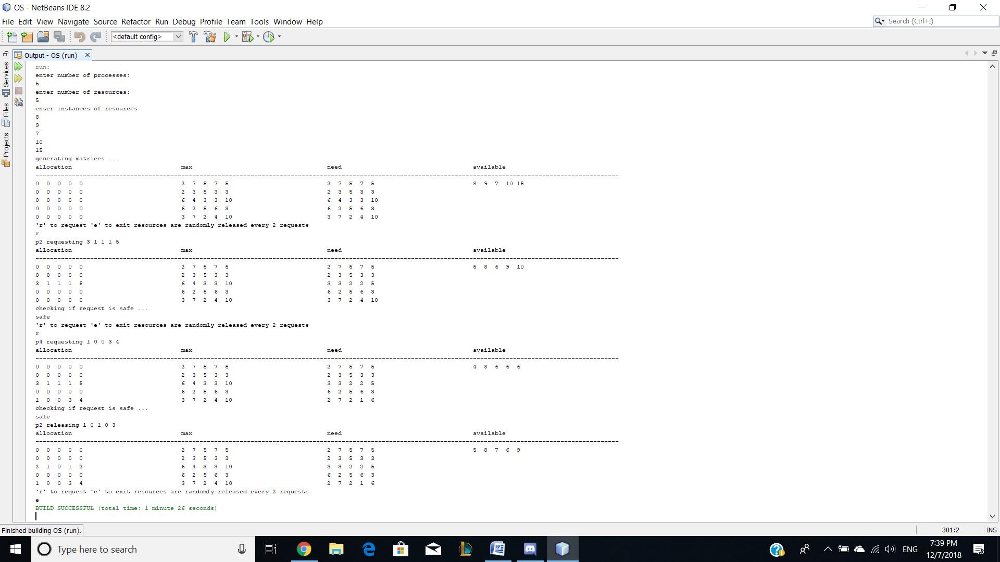 OS - NetBeans IDE 8.2
File Edit View Navigate Source Refactor Run Debug Profile Team Tools Window Help
Search (Ctrl+I)
<default config>
Output - OS (run)
Services
Files
Projects
run:
enter number of processes:
5
enter number of resources:
5
enter instances of resources
8
9
7
10
15
generating matrices ...
allocation max need available
--------------------------------------------------------------------------------
0 0 0 0 0 2 7 5 7 5 2 7 5 7 5 8 9 7 10 15
0 0 0 0 0 2 3 5 3 3 2 3 5 3 3
0 0 0 0 0 6 4 3 3 10 6 4 3 3 10
0 0 0 0 0 6 2 5 6 3 6 2 5 6 3
0 0 0 0 0 3 7 2 4 10 3 7 2 4 10
'r' to request 'e' to exit resources are randomly released every 2 requests
r
p2 requesting 3 1 1 1 5
allocation max need available
--------------------------------------------------------------------------------
0 0 0 0 0 2 7 5 7 5 2 7 5 7 5 5 8 6 9 10
0 0 0 0 0 2 3 5 3 3 2 3 5 3 3
3 1 1 1 5 6 4 3 3 10 3 3 2 2 5
0 0 0 0 0 6 2 5 6 3 6 2 5 6 3
0 0 0 0 0 3 7 2 4 10 3 7 2 4 10
checking if request is safe ...
safe
'r' to request 'e' to exit resources are randomly released every 2 requests
r
p4 requesting 1 0 0 3 4
allocation max need available
--------------------------------------------------------------------------------
0 0 0 0 0 2 7 5 7 5 2 7 5 7 5 4 8 6 6 6
0 0 0 0 0 2 3 5 3 3 2 3 5 3 3
3 1 1 1 5 6 4 3 3 10 3 3 2 2 5
0 0 0 0 0 6 2 5 6 3 6 2 5 6 3
1 0 0 3 4 3 7 2 4 10 2 7 2 1 6
checking if request is safe ...
safe
p2 releasing 1 0 1 0 3
allocation max need available
--------------------------------------------------------------------------------
0 0 0 0 0 2 7 5 7 5 2 7 5 7 5 5 8 7 6 9
0 0 0 0 0 2 3 5 3 3 2 3 5 3 3
2 1 0 1 2 6 4 3 3 10 3 3 2 2 5
0 0 0 0 0 6 2 5 6 3 6 2 5 6 3
1 0 0 3 4 3 7 2 4 10 2 7 2 1 6
'r' to request 'e' to exit resources are randomly released every 2 requests
e
BUILD SUCCESSFUL (total time: 1 minute 26 seconds)
Finished building OS (run).
301:2
INS
Type here to search
ENG
7:39 PM
12/7/2018